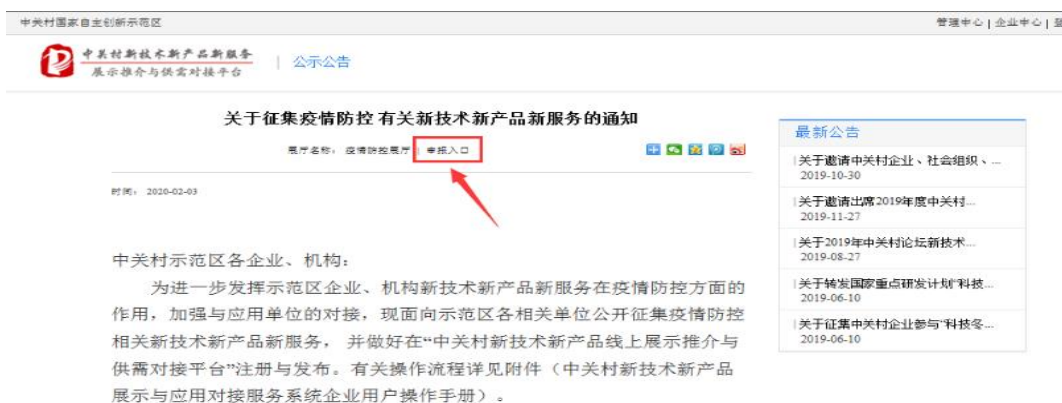 中关村国家自主创新示范区
管理中心 | 企业中心 |
中关村新技术新产品新服务
展示推介与供需对接平台
公示公告
关于征集疫情防控 有关新技术新产品新服务的通知
展厅名称: 疫情防控展厅 | 申报入口
时间: 2020-02-03
中关村示范区各企业、机构:
为进一步发挥示范区企业、机构新技术新产品新服务在疫情防控方面的
作用，加强与应用单位的对接，现面向示范区各相关单位公开征集疫情防控
相关新技术新产品新服务， 并做好在“中关村新技术新产品线上展示推介与
供需对接平台”注册与发布。有关操作流程详见附件（中关村新技术新产品
展示与应用对接服务系统企业用户操作手册）。
最新公告
关于邀请中关村企业、社会组织、...
2019-10-30
关于邀请出席2019年度中关村...
2019-11-27
关于2019年中关村论坛新技术...
2019-08-27
关于转发国家重点研发计划“科技...
2019-06-10
关于征集中关村企业参与“科技冬...
2019-06-10